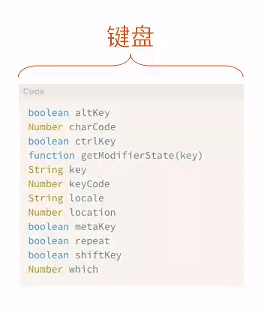 键盘
Code
boolean altKey
Number charCode
boolean ctrlKey
function getModifierState(key)
String key
Number keyCode
String locale
Number location
boolean metaKey
boolean repeat
boolean shiftKey
Number which